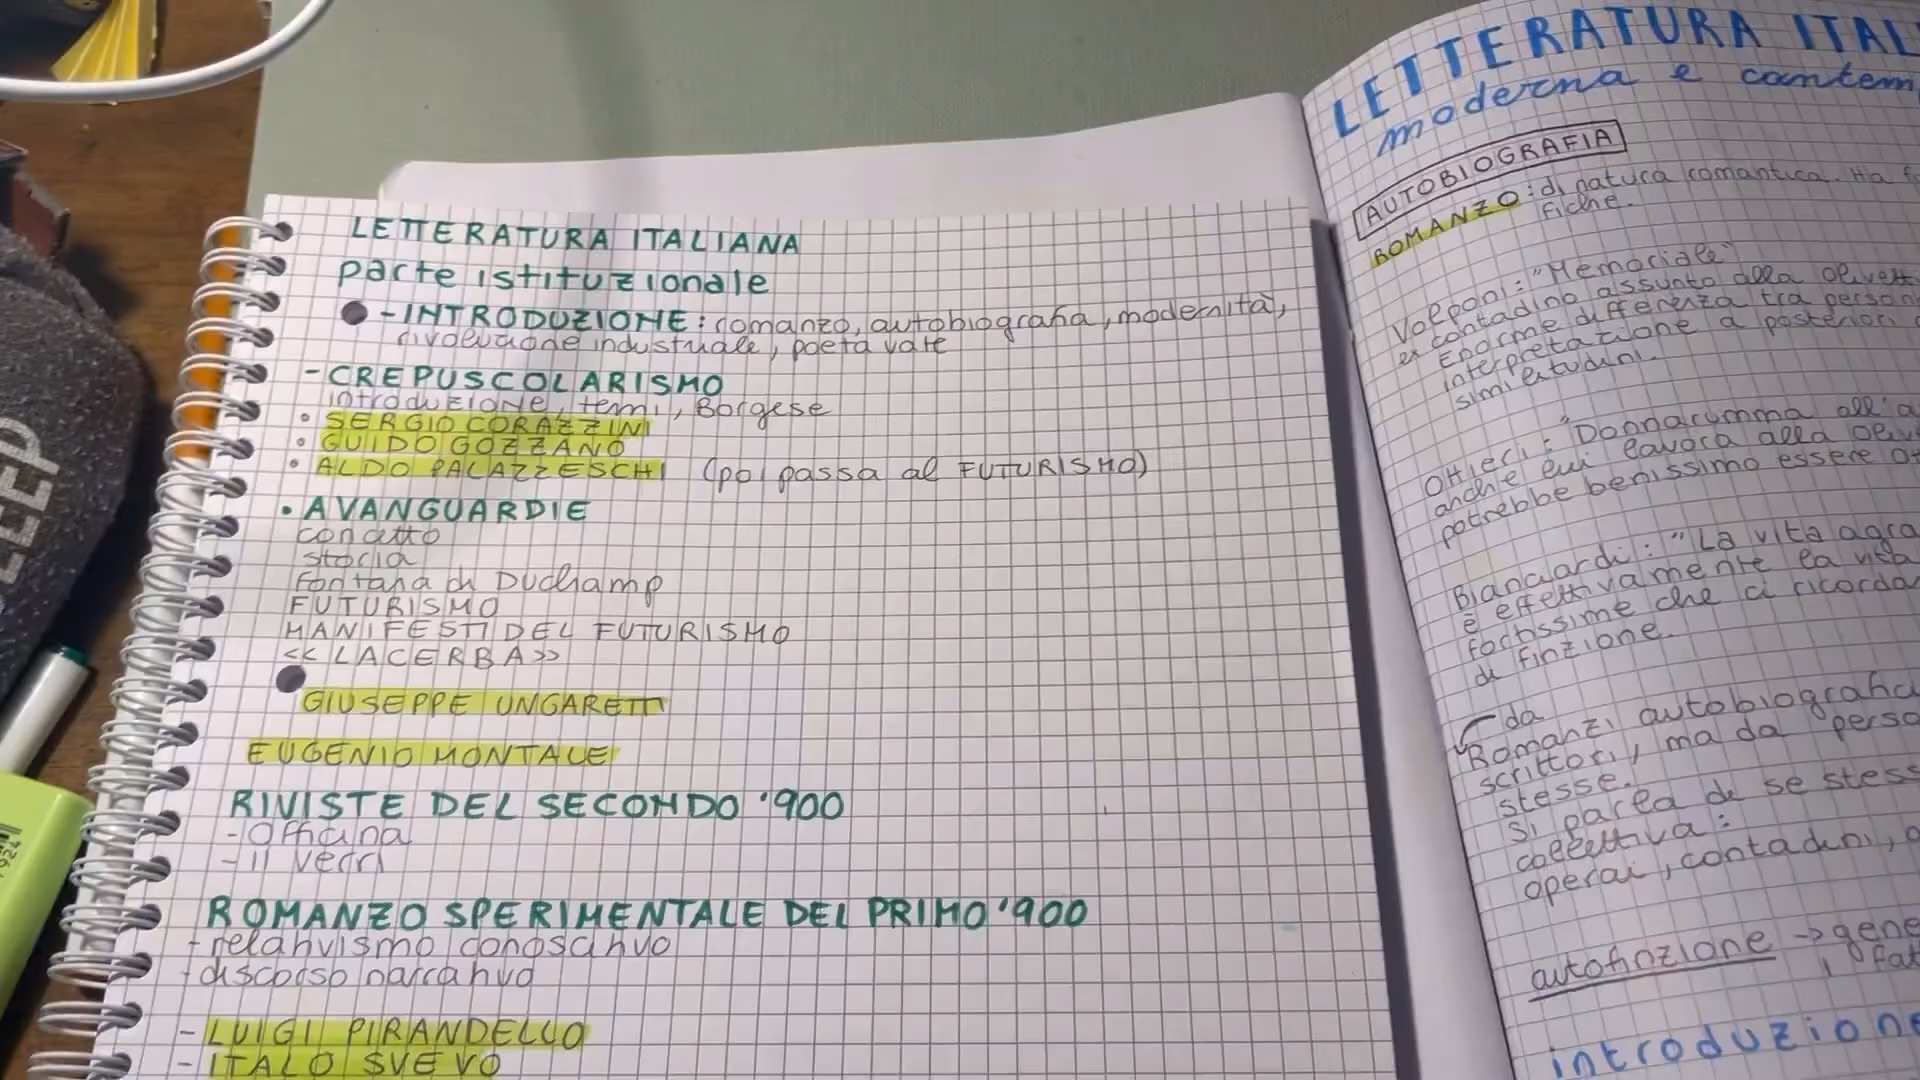 LETTERATURA ITALIANA
parte istituzionale
- INTRODUZIONE: romanzo, autobiografia, modernità,
rivoluzione industriale, poeta vate
- CREPUSCOLARISMO
introduzione, temi, Borgese
• SERGIO CORAZZINI
• GUIDO GOZZANO
• ALDO PALAZZESCHI (poi passa al FUTURISMO)
• AVANGUARDIE
concetto
storia
Fontana di Duchamp
FUTURISMO
MANIFESTI DEL FUTURISMO
<< LACERBA>>
GIUSEPPE UNGARETTI
EUGENIO MONTALE
RIVISTE DEL SECONDO '900
- Officina
- Il Verri
ROMANZO SPERIMENTALE DEL PRIMO '900
- relativismo conoscitivo
- discorso narrativo
- LUIGI PIRANDELLO
- ITALO SVEVO
LETTERATURA ITAL
moderna e contem
AUTOBIOGRAFIA
ROMANZO: di natura romantica. Ha f
fiche.
Volponi: "Memoriale"
ex contadino assunto alla Olivett
Enorme differenza tra person
interpretazione a posteriori
similitudini.
Ottieri: "Donnarumma all'a
anche lui lavora alla Olive
potrebbe benissimo essere Ot
Bianciardi: "La vita agra
è effettivamente la vita
fortissime che ci ricorda
di finzione.
da
Romanzi autobiografici
scrittori, ma da perso
stesse.
Si parla di se stess
collettiva:
operai, contadini,
autofinzione -> gene
fat
introduzione
EEP